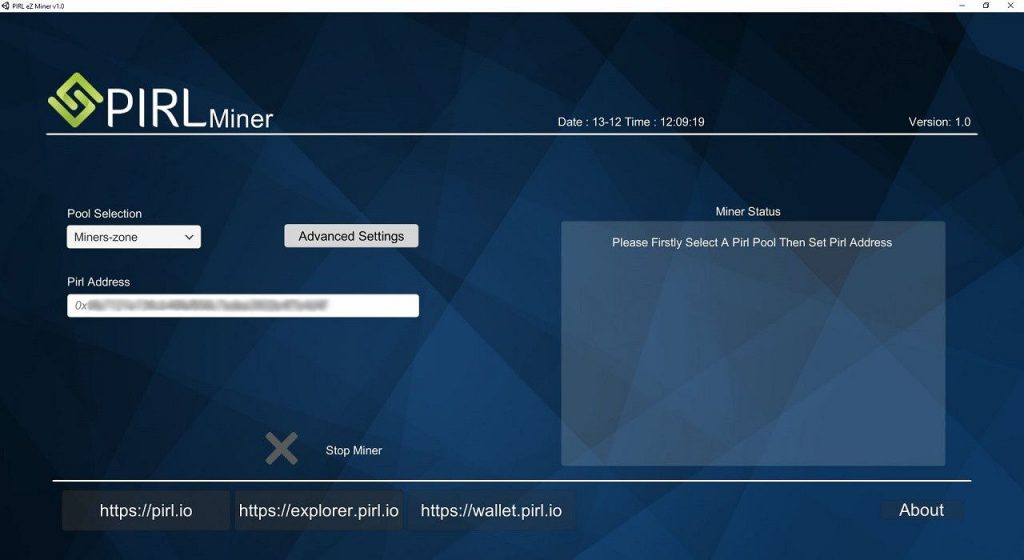 PIRL eZ Miner v1.0
PIRL Miner
Date : 13-12 Time : 12:09:19
Version: 1.0
Pool Selection
Miners-zone
Advanced Settings
Pirl Address
0x
Miner Status
Please Firstly Select A Pirl Pool Then Set Pirl Address
Stop Miner
https://pirl.io
https://explorer.pirl.io
https://wallet.pirl.io
About